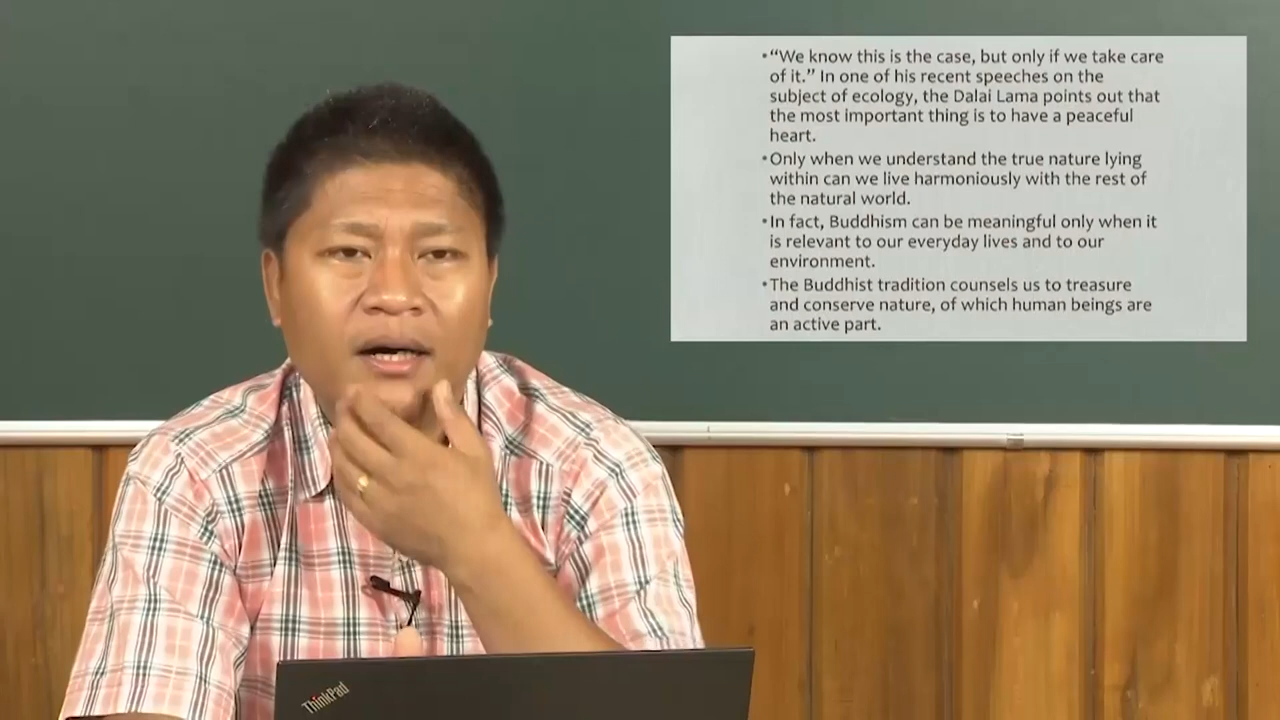 •“We know this is the case, but only if we take care
of it.” In one of his recent speeches on the
subject of ecology, the Dalai Lama points out that
the most important thing is to have a peaceful
heart.
•Only when we understand the true nature lying
within can we live harmoniously with the rest of
the natural world.
•In fact, Buddhism can be meaningful only when it
is relevant to our everyday lives and to our
environment.
•The Buddhist tradition counsels us to treasure
and conserve nature, of which human beings are
an active part.
ThinkPad